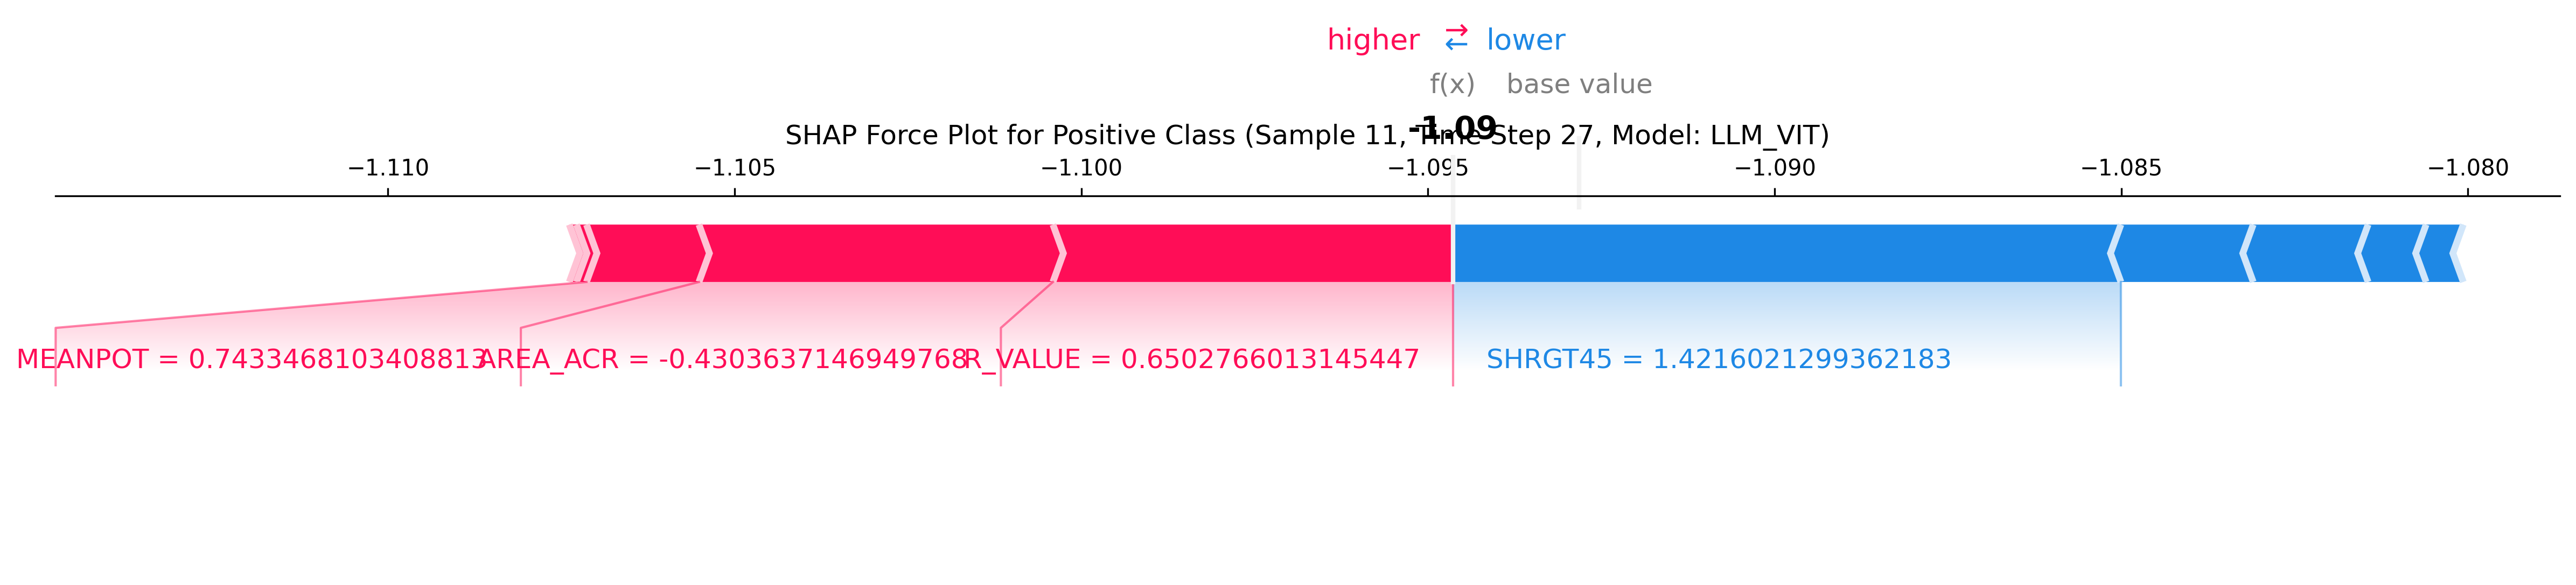 higher ⇄ lower
f(x) base value
-1.09
SHAP Force Plot for Positive Class (Sample 11, Time Step 27, Model: LLM_VIT)
−1.110 −1.105 −1.100 −1.095 −1.090 −1.085 −1.080
MEANPOT = 0.7433468103408813 AREA_ACR = -0.4303637146949768 R_VALUE = 0.6502766013145447 SHRGT45 = 1.4216021299362183